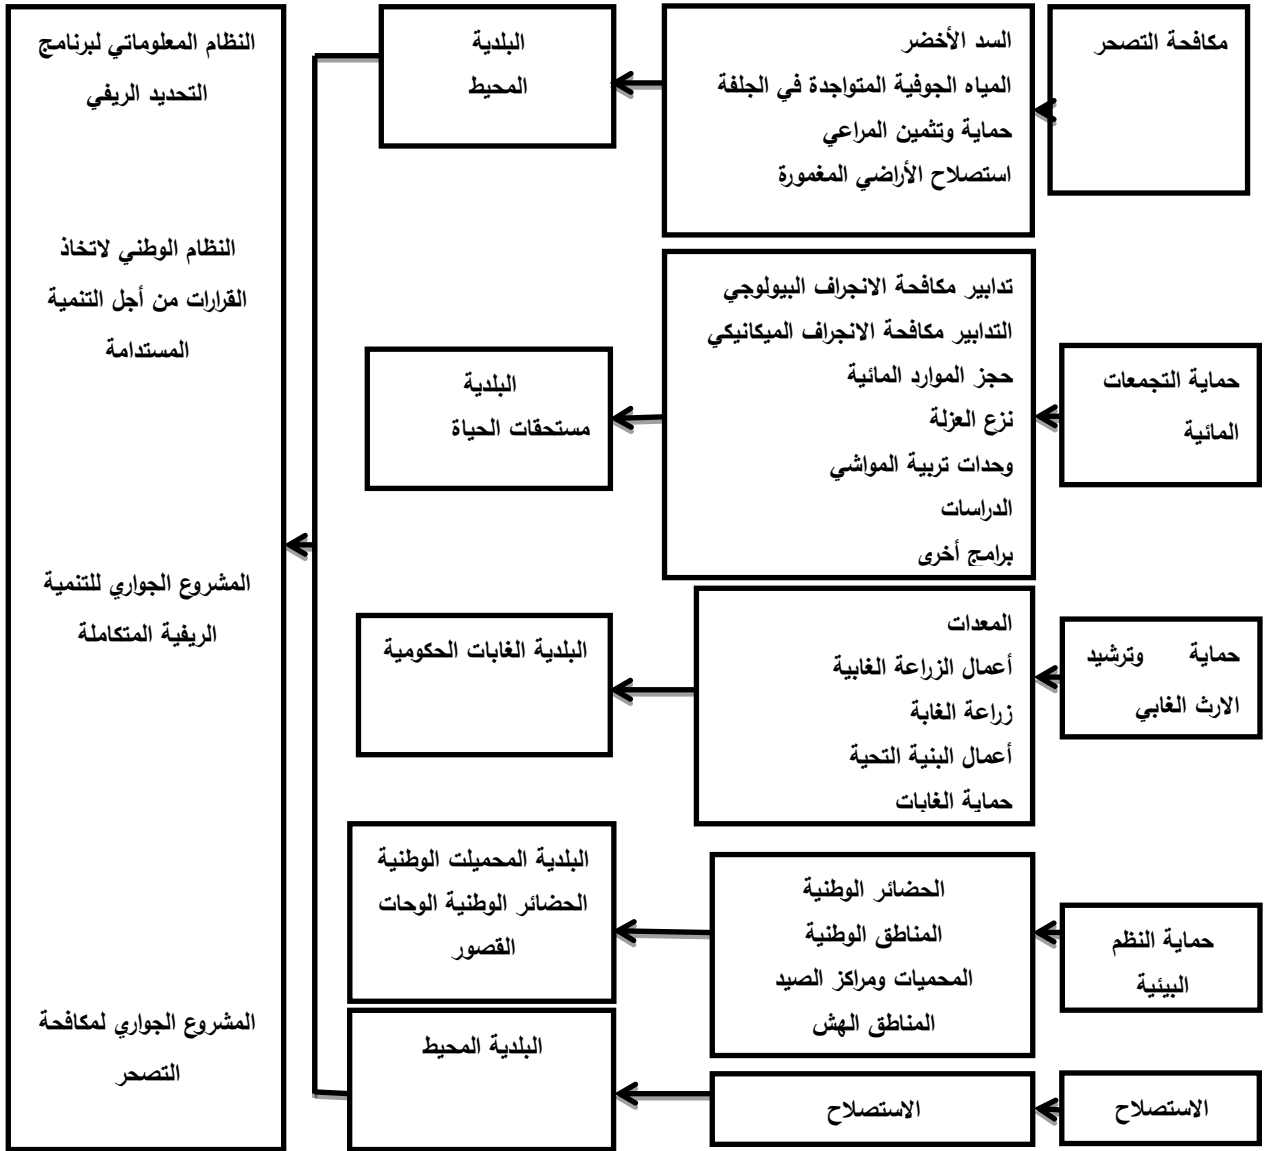 مكافحة التصحر
السد الأخضر
المياه الجوفية المتواجدة في الجلفة
حماية وتثمين المراعي
استصلاح الأراضي المغمورة
البلدية
المحيط
حماية التجمعات
المائية
تدابير مكافحة الانجراف البيولوجي
التدابير مكافحة الانجراف الميكانيكي
حجز الموارد المائية
نزع العزلة
وحدات تربية المواشي
الدراسات
برامج أخرى
البلدية
مستحقات الحياة
حماية وترشيد
الارث الغابي
المعدات
أعمال الزراعة الغابية
زراعة الغابة
أعمال البنية التحية
حماية الغابات
البلدية الغابات الحكومية
حماية النظم
البيئية
الحضائر الوطنية
المناطق الوطنية
المحميات ومراكز الصيد
المناطق الهش
البلدية المحميلت الوطنية
الحضائر الوطنية الوحات
القصور
الاستصلاح
الاستصلاح
البلدية المحيط
النظام المعلوماتي لبرنامج
التحديد الريفي
النظام الوطني لاتخاذ
القرارات من أجل التنمية
المستدامة
المشروع الجواري للتنمية
الريفية المتكاملة
المشروع الجواري لمكافحة
التصحر